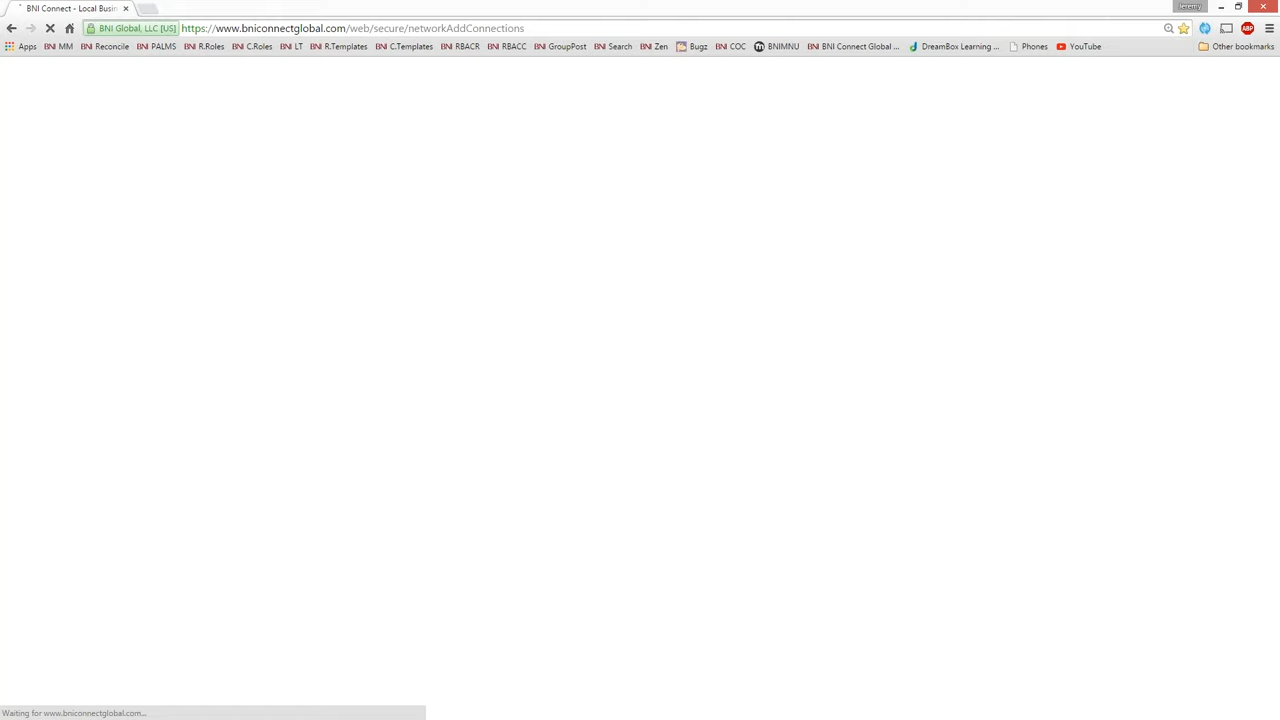 BNI Connect - Local Busin
Jeremy
BNI Global, LLC [US] https://www.bniconnectglobal.com/web/secure/networkAddConnections
Apps BNI MM BNI Reconcile BNI PALMS BNI R.Roles BNI C.Roles BNI LT BNI R.Templates BNI C.Templates BNI RBACR BNI RBACC BNI GroupPost BNI Search BNI Zen Bugz BNI COC BNIMNU BNI BNI Connect Global ... DreamBox Learning ... Phones YouTube Other bookmarks
ABP
Waiting for www.bniconnectglobal.com...